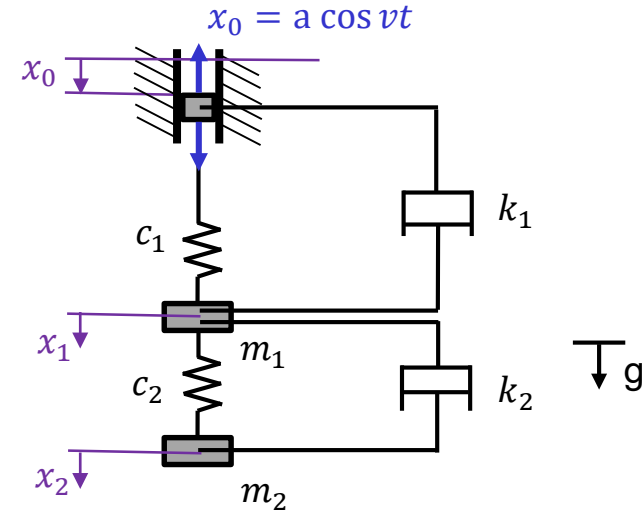 x₀ = a cos νt
x₀
k₁
c₁
x₁
m₁
g
c₂
k₂
x₂
m₂